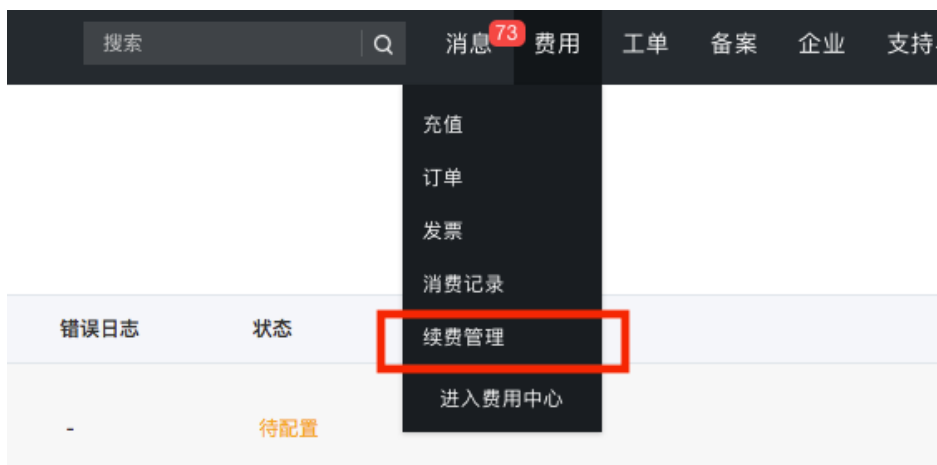 搜索 消息 73 费用 工单 备案 企业 支持
充值
订单
发票
消费记录
错误日志 状态 续费管理
进入费用中心
- 待配置